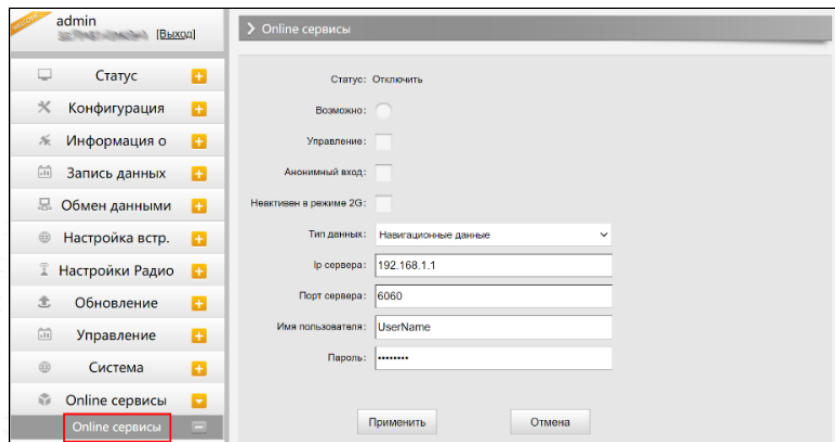 admin
[Выход]
Статус
Конфигурация
Информация о
Запись данных
Обмен данными
Настройка встр.
Настройки Радио
Обновление
Управление
Система
Online сервисы
Online сервисы
Online сервисы
Статус: Отключить
Возможно:
Управление:
Анонимный вход:
Неактивен в режиме 2G:
Тип данных: Навигационные данные
Ip сервера: 192.168.1.1
Порт сервера: 6060
Имя пользователя: UserName
Пароль: ••••••••
Применить Отмена